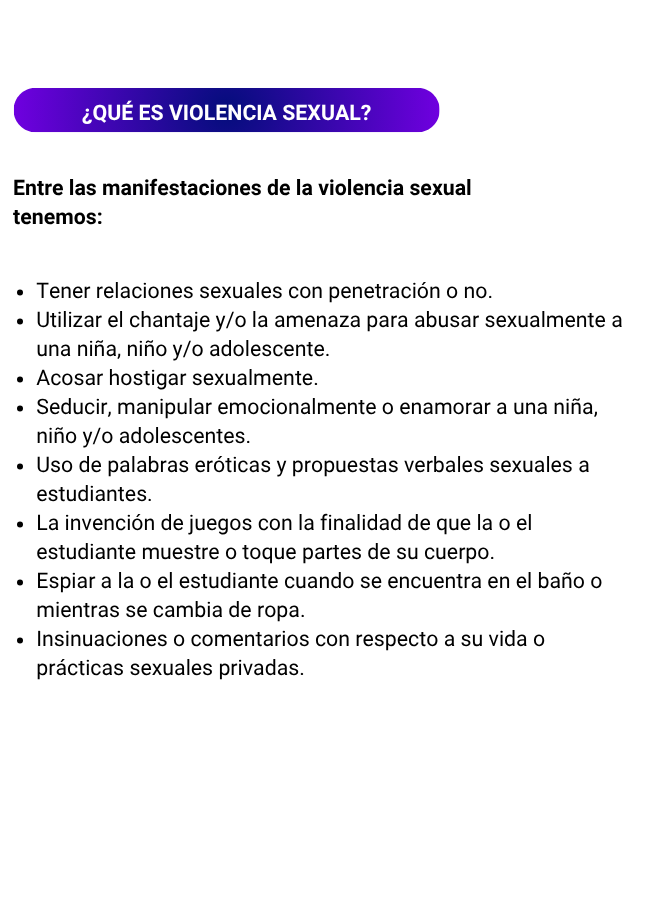 ¿QUÉ ES VIOLENCIA SEXUAL?
Entre las manifestaciones de la violencia sexual
tenemos:
• Tener relaciones sexuales con penetración o no.
• Utilizar el chantaje y/o la amenaza para abusar sexualmente a
una niña, niño y/o adolescente.
• Acosar hostigar sexualmente.
• Seducir, manipular emocionalmente o enamorar a una niña,
niño y/o adolescentes.
• Uso de palabras eróticas y propuestas verbales sexuales a
estudiantes.
• La invención de juegos con la finalidad de que la o el
estudiante muestre o toque partes de su cuerpo.
• Espiar a la o el estudiante cuando se encuentra en el baño o
mientras se cambia de ropa.
• Insinuaciones o comentarios con respecto a su vida o
prácticas sexuales privadas.